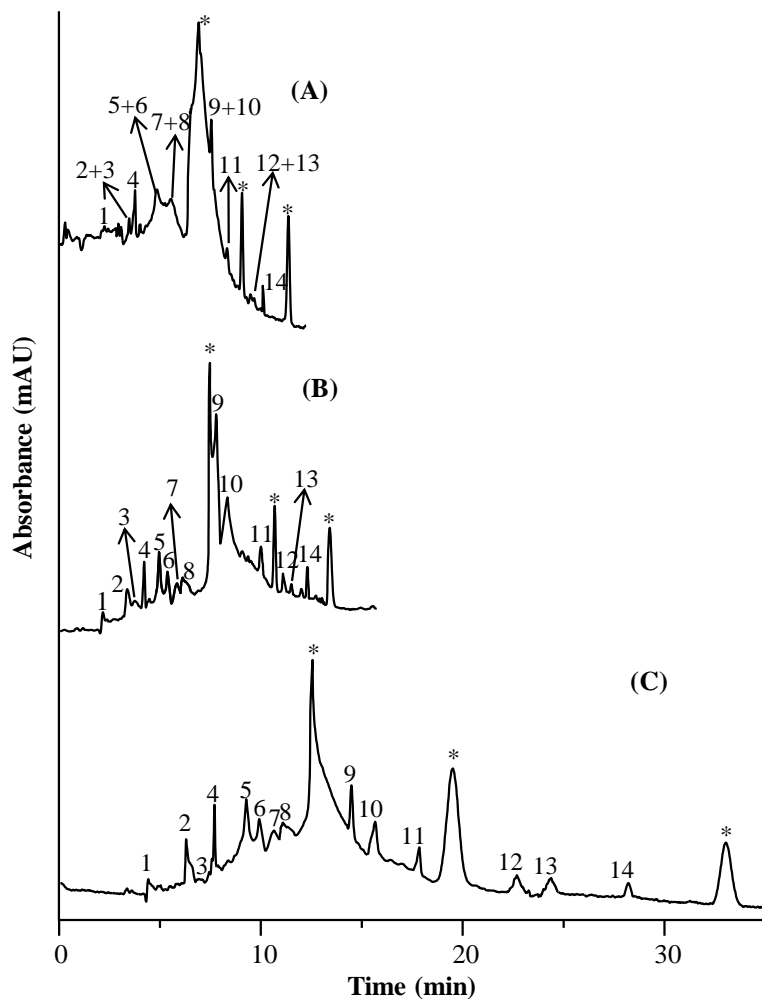 *
(A)
5+6 7+8 9+10
2+3 4 11 * 12+13
1 *
14
*
(B)
9
7 10 * 13
3 *
4 5 6 11 12 14
1 2 8
*
(C)
*
4 5 9
2 6 7 8 10 *
1 3 11 12 13 14
0 10 20 30
Time (min)
Absorbance (mAU)